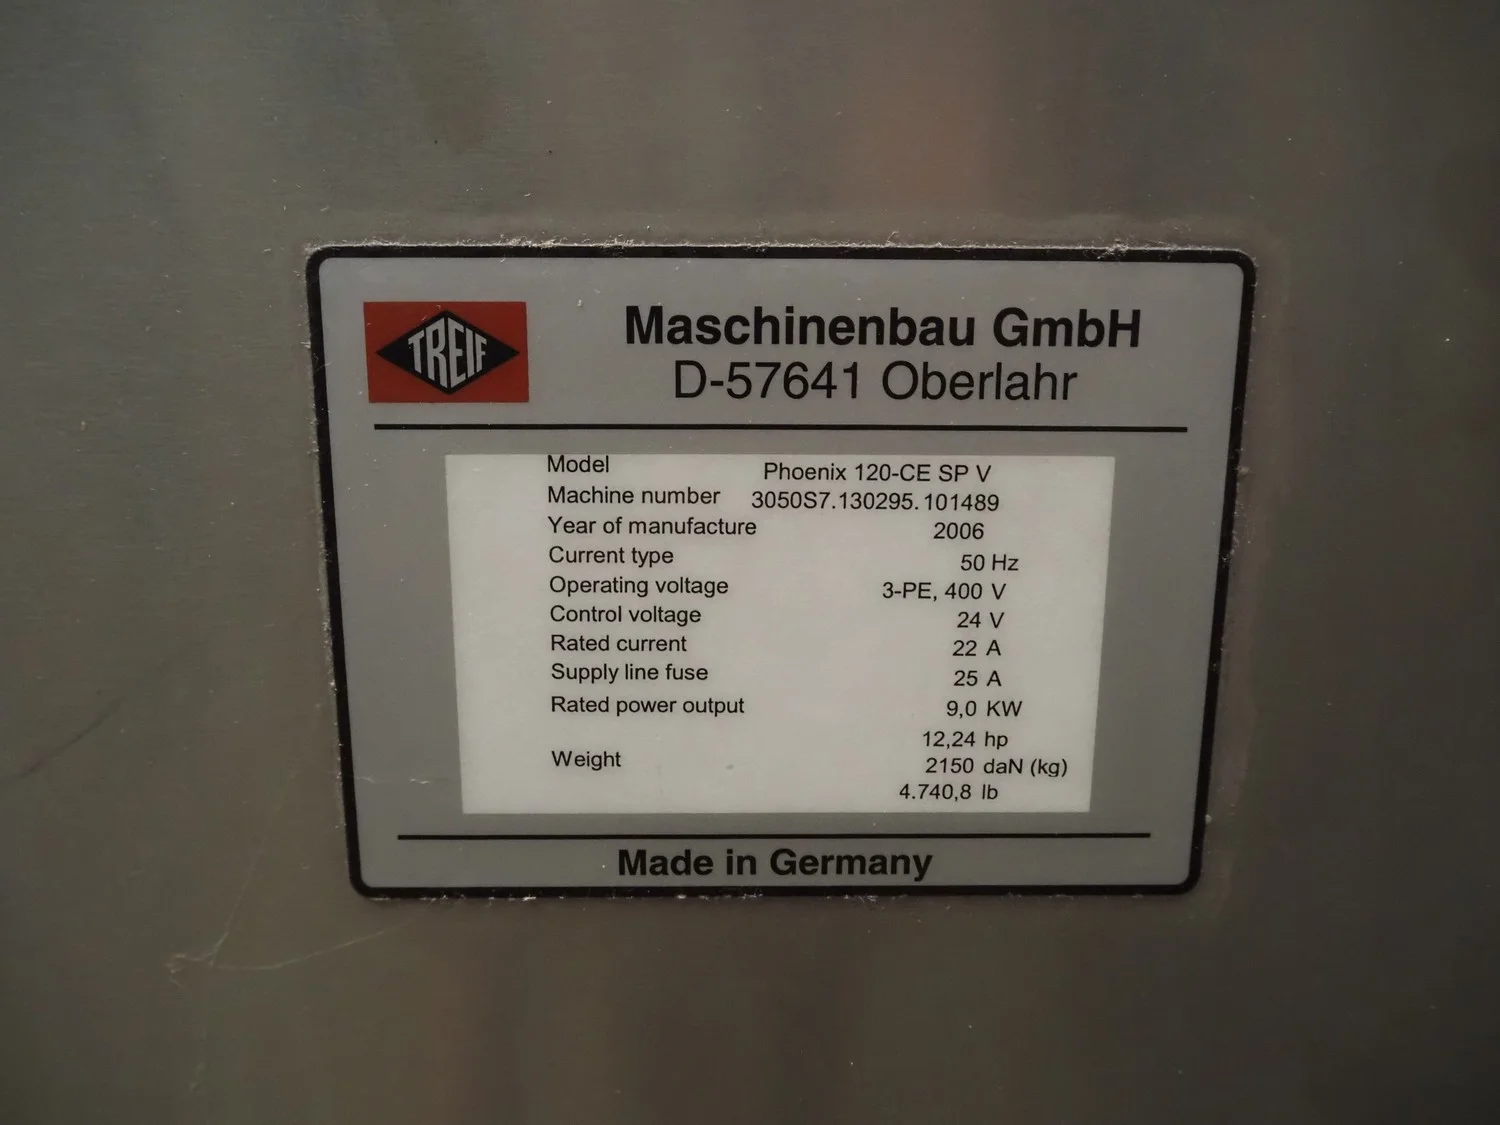 TREIF
Maschinenbau GmbH
D-57641 Oberlahr
Model Phoenix 120-CE SP V
Machine number 3050S7.130295.101489
Year of manufacture 2006
Current type 50 Hz
Operating voltage 3-PE, 400 V
Control voltage 24 V
Rated current 22 A
Supply line fuse 25 A
Rated power output 9,0 KW
12,24 hp
Weight 2150 daN (kg)
4.740,8 lb
Made in Germany